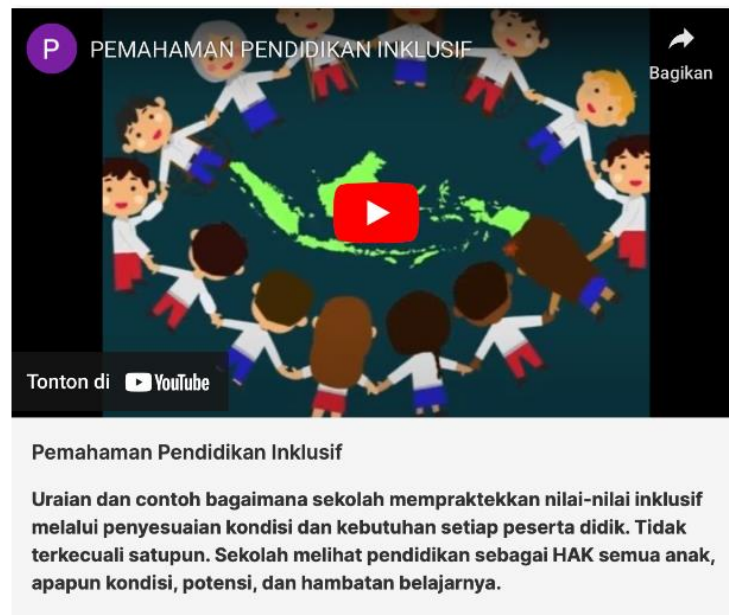 P
PEMAHAMAN PENDIDIKAN INKLUSIF
Bagikan
Tonton di YouTube
Pemahaman Pendidikan Inklusif
Uraian dan contoh bagaimana sekolah mempraktekkan nilai-nilai inklusif
melalui penyesuaian kondisi dan kebutuhan setiap peserta didik. Tidak
terkecuali satupun. Sekolah melihat pendidikan sebagai HAK semua anak,
apapun kondisi, potensi, dan hambatan belajarnya.